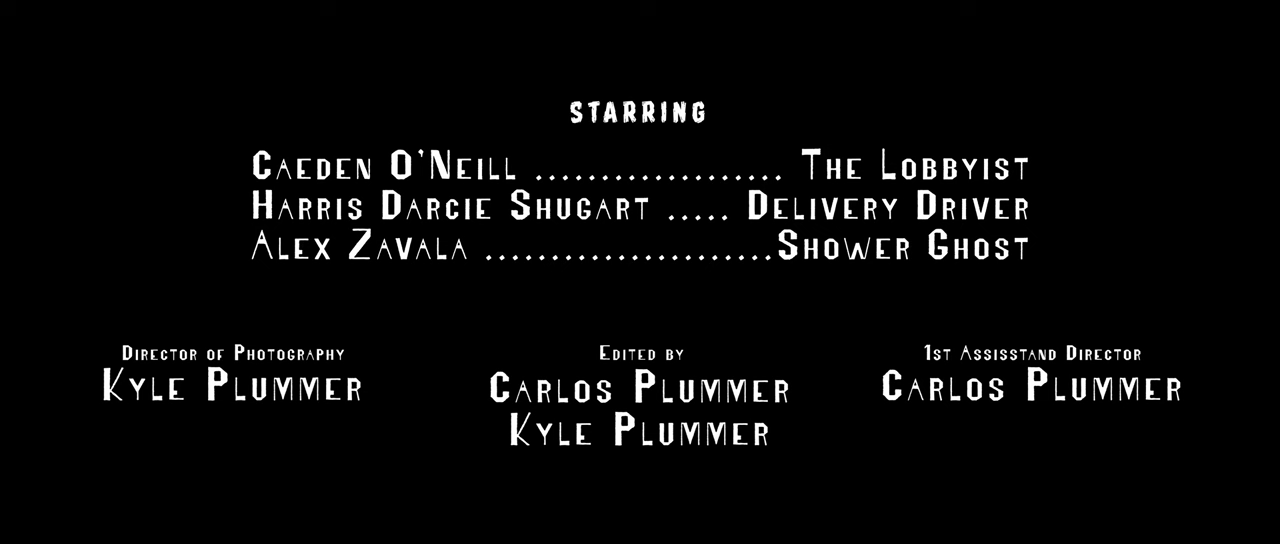 STARRING
CAEDEN O'NEILL ................... THE LOBBYIST
HARRIS DARCIE SHUGART ..... DELIVERY DRIVER
ALEX ZAVALA ......................SHOWER GHOST
DIRECTOR OF PHOTOGRAPHY
KYLE PLUMMER
EDITED BY
CARLOS PLUMMER
KYLE PLUMMER
1ST ASSISSTAND DIRECTOR
CARLOS PLUMMER